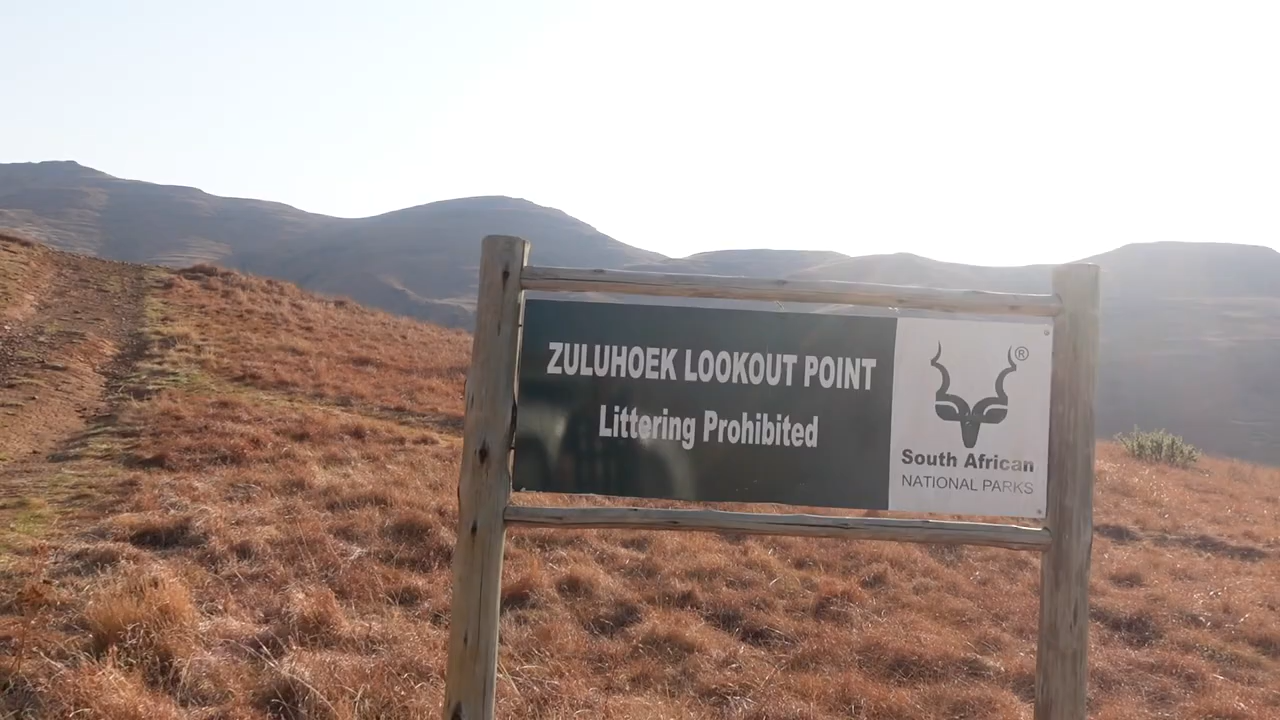 ZULUHOEK LOOKOUT POINT
Littering Prohibited
®
South African
NATIONAL PARKS